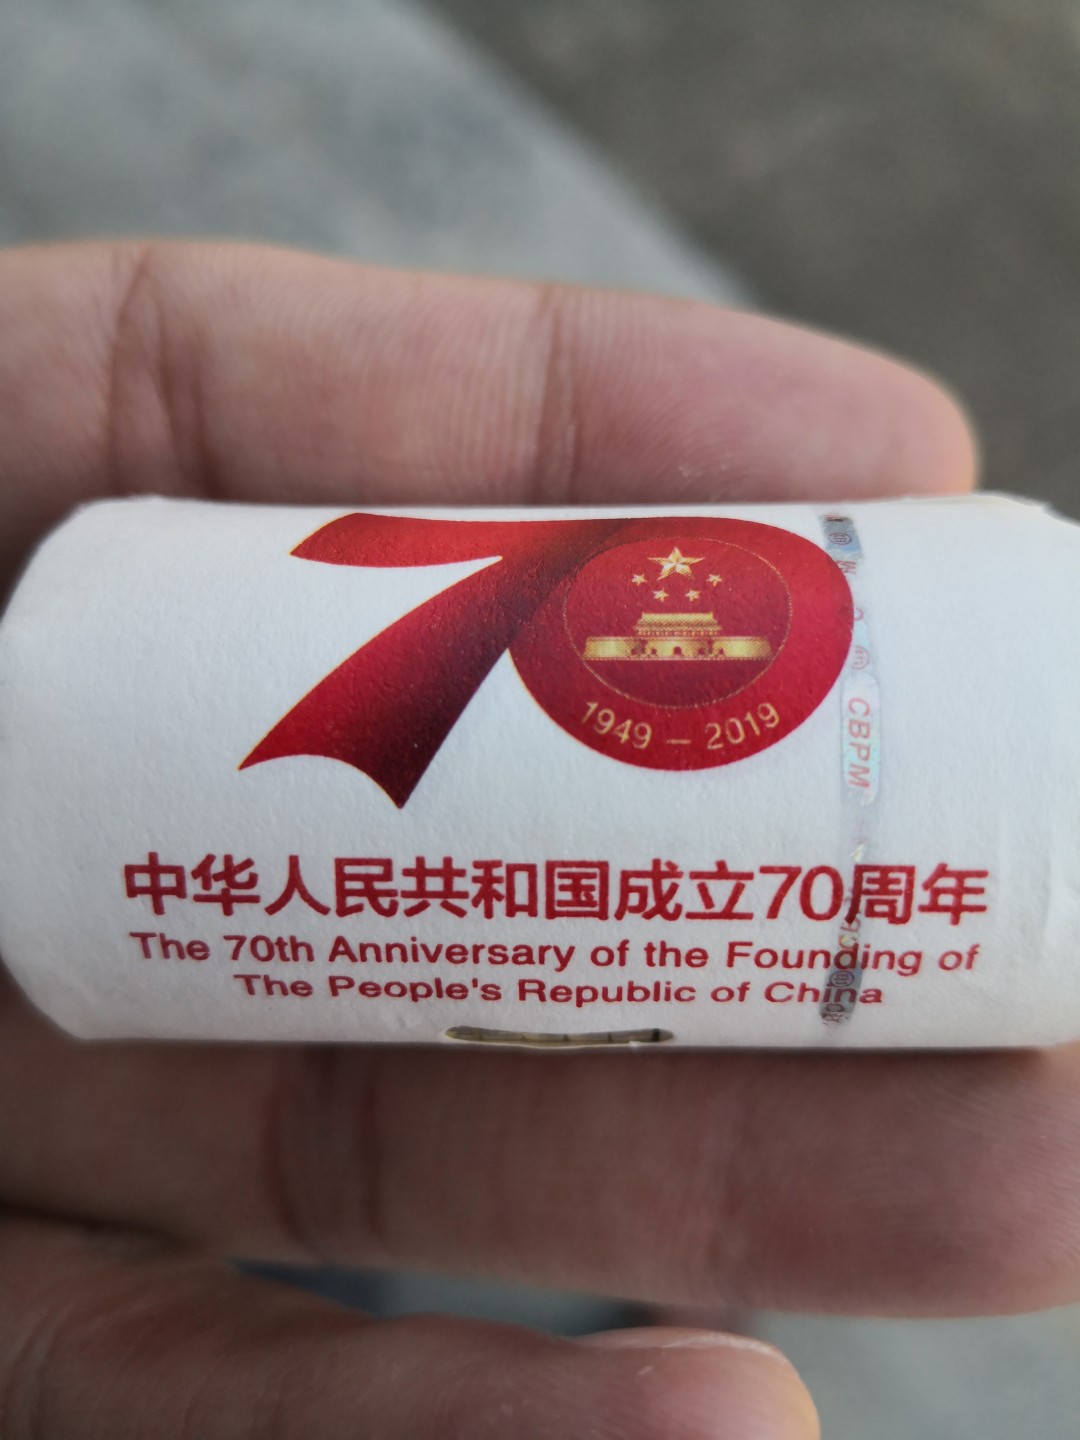 70
1949 - 2019
CBPM
中华人民共和国成立70周年
The 70th Anniversary of the Founding of
The People's Republic of China